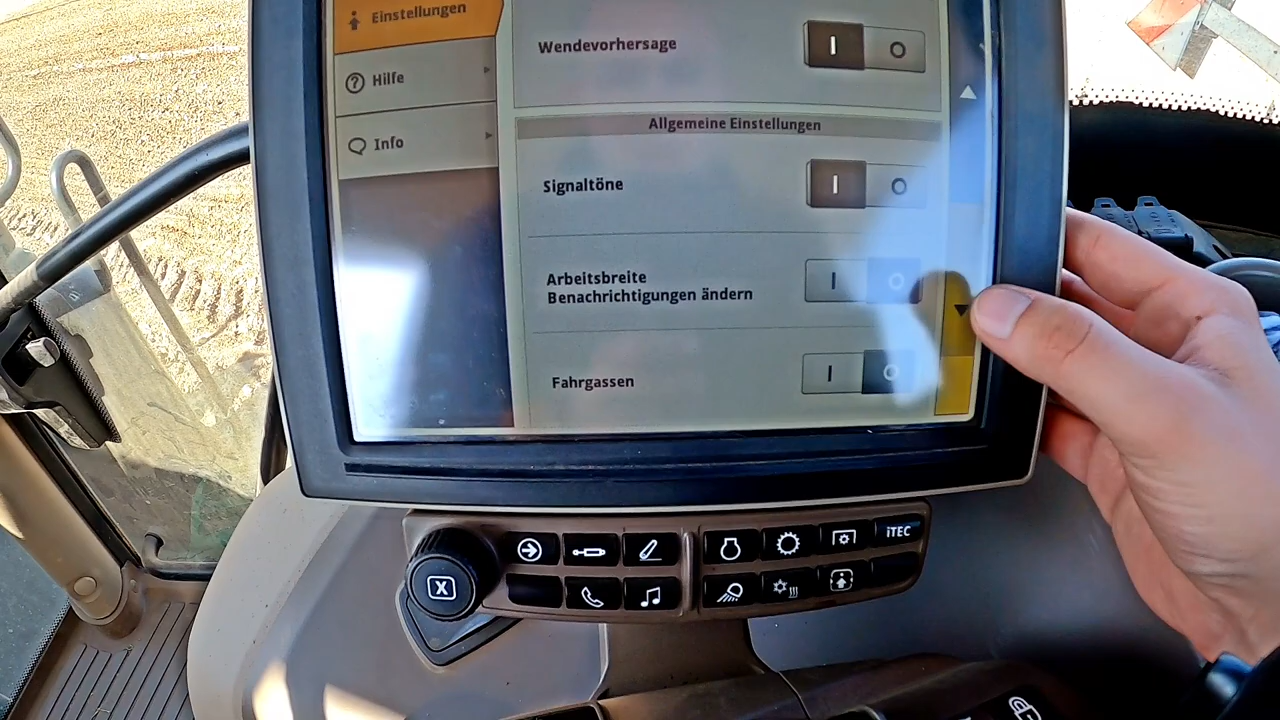 Einstellungen
Hilfe
Info
Wendevorhersage
I O
Allgemeine Einstellungen
Signaltöne
I O
Arbeitsbreite
Benachrichtigungen ändern
I O
Fahrgassen
I O
X
iTEC